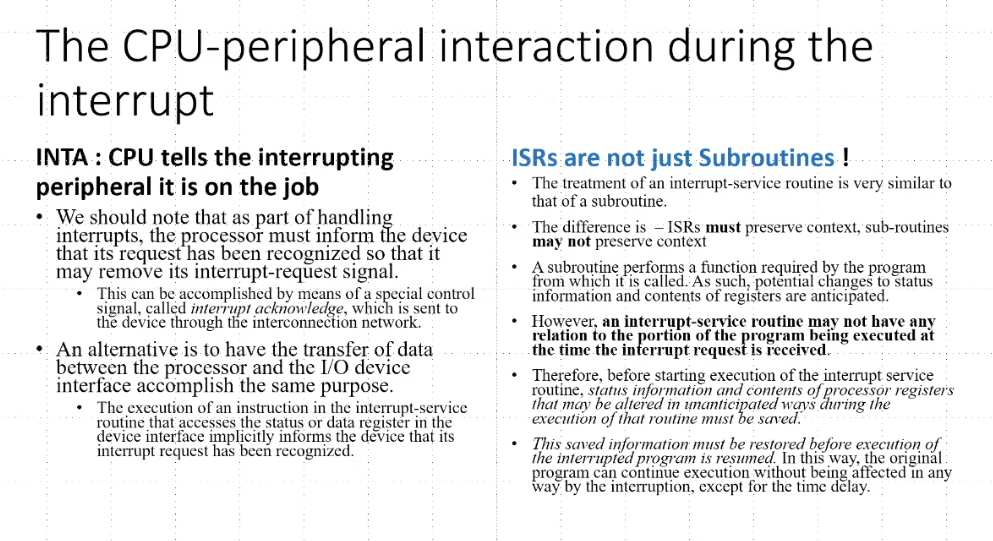 The CPU-peripheral interaction during the
interrupt
INTA : CPU tells the interrupting
peripheral it is on the job
• We should note that as part of handling
interrupts, the processor must inform the device
that its request has been recognized so that it
may remove its interrupt-request signal.
• This can be accomplished by means of a special control
signal, called interrupt acknowledge, which is sent to
the device through the interconnection network.
• An alternative is to have the transfer of data
between the processor and the I/O device
interface accomplish the same purpose.
• The execution of an instruction in the interrupt-service
routine that accesses the status or data register in the
device interface implicitly informs the device that its
interrupt request has been recognized.
ISRs are not just Subroutines !
• The treatment of an interrupt-service routine is very similar to
that of a subroutine.
• The difference is – ISRs must preserve context, sub-routines
may not preserve context
• A subroutine performs a function required by the program
from which it is called. As such, potential changes to status
information and contents of registers are anticipated.
• However, an interrupt-service routine may not have any
relation to the portion of the program being executed at
the time the interrupt request is received.
• Therefore, before starting execution of the interrupt service
routine, status information and contents of processor registers
that may be altered in unanticipated ways during the
execution of that routine must be saved.
• This saved information must be restored before execution of
the interrupted program is resumed. In this way, the original
program can continue execution without being affected in any
way by the interruption, except for the time delay.